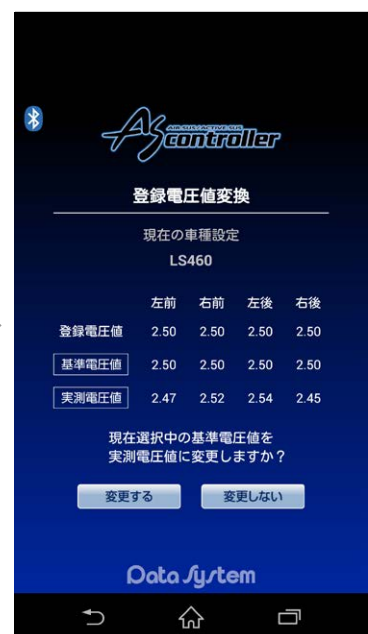 AIR SUS / ACTIVE SUS
AScontroller
登録電圧値変換
現在の車種設定
LS460
左前 右前 左後 右後
登録電圧値 2.50 2.50 2.50 2.50
基準電圧値 2.50 2.50 2.50 2.50
実測電圧値 2.47 2.52 2.54 2.45
現在選択中の基準電圧値を
実測電圧値に変更しますか？
変更する 変更しない
Data System